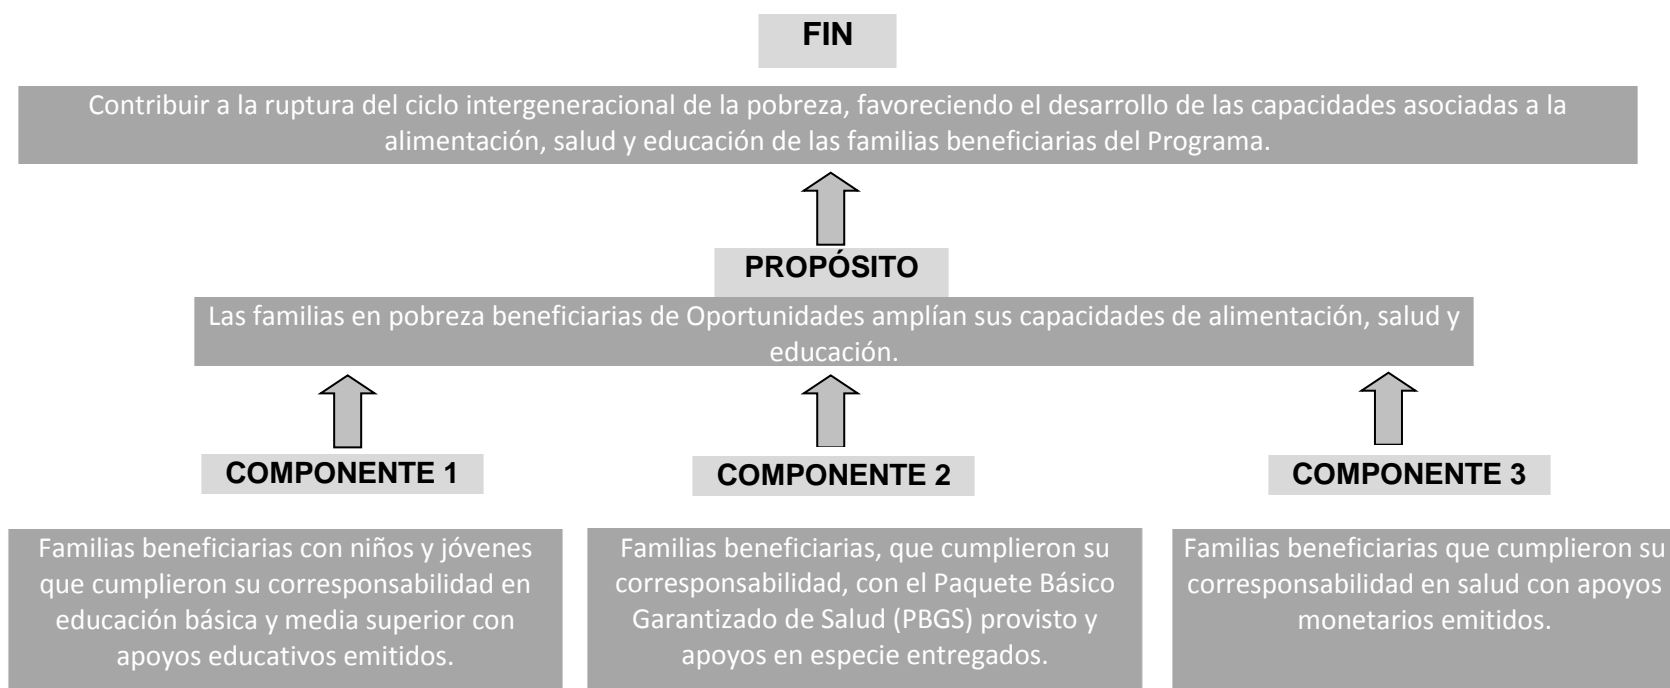 FIN
Contribuir a la ruptura del ciclo intergeneracional de la pobreza, favoreciendo el desarrollo de las capacidades asociadas a la
alimentación, salud y educación de las familias beneficiarias del Programa.
PROPÓSITO
Las familias en pobreza beneficiarias de Oportunidades amplían sus capacidades de alimentación, salud y
educación.
COMPONENTE 1
COMPONENTE 2
COMPONENTE 3
Familias beneficiarias con niños y jóvenes
que cumplieron su corresponsabilidad en
educación básica y media superior con
apoyos educativos emitidos.
Familias beneficiarias, que cumplieron su
corresponsabilidad, con el Paquete Básico
Garantizado de Salud (PBGS) provisto y
apoyos en especie entregados.
Familias beneficiarias que cumplieron su
corresponsabilidad en salud con apoyos
monetarios emitidos.